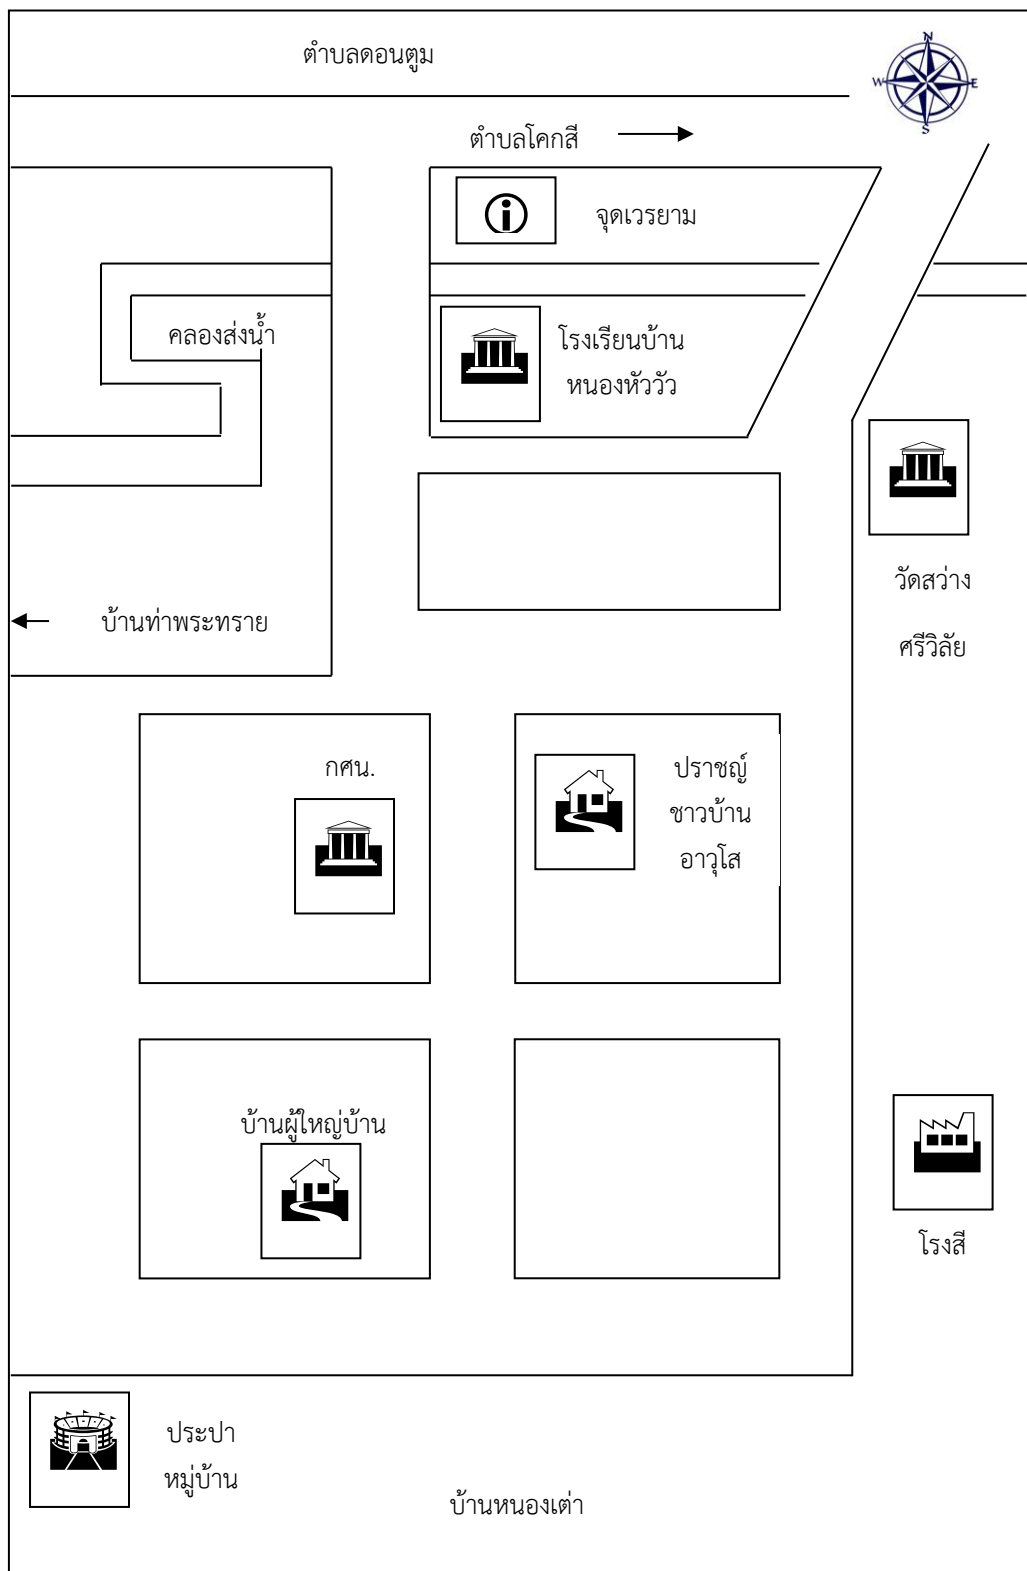 ตำบลดอนตูม
N
W
E
S
ตำบลโคกสี
จุดเวรยาม
คลองส่งน้ำ
โรงเรียนบ้าน
หนองหัววัว
วัดสว่าง
ศรีวิลัย
บ้านท่าพระทราย
กศน.
ปราชญ์
ชาวบ้าน
อาวุโส
บ้านผู้ใหญ่บ้าน
โรงสี
ประปา
หมู่บ้าน
บ้านหนองเต่า